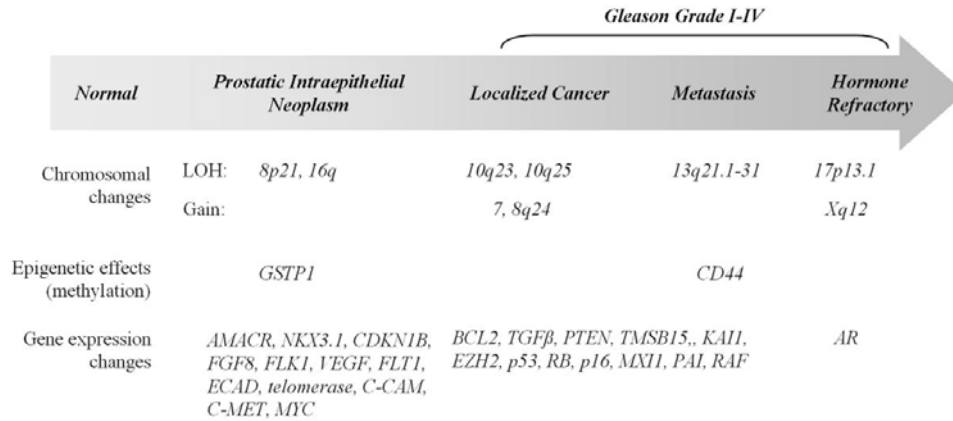 Gleason Grade I-IV
Normal
Prostatic Intraepithelial
Neoplasm
Localized Cancer
Metastasis
Hormone
Refractory
Chromosomal
changes
LOH: 8p21, 16q 10q23, 10q25 13q21.1-31 17p13.1
Gain: 7, 8q24 Xq12
Epigenetic effects
(methylation)
GSTP1 CD44
Gene expression
changes
AMACR, NKX3.1, CDKN1B,
FGF8, FLK1, VEGF, FLT1,
ECAD, telomerase, C-CAM,
C-MET, MYC
BCL2, TGFβ, PTEN, TMSB15,, KAI1,
EZH2, p53, RB, p16, MXI1, PAI, RAF
AR